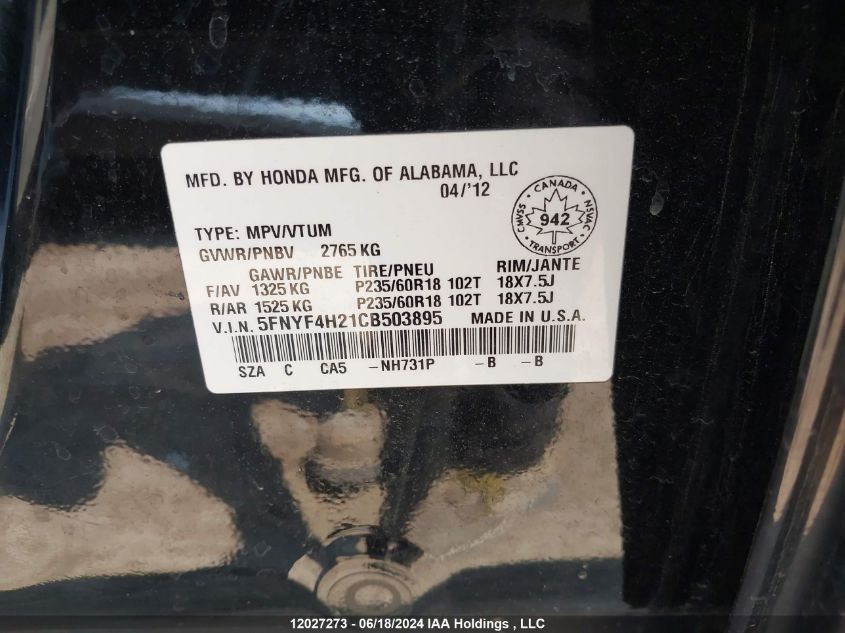 MFD. BY HONDA MFG. OF ALABAMA, LLC
04/'12
CANADA
CMVSS
942
NSVAC
TRANSPORT
TYPE: MPV/VTUM
GVWR/PNBV 2765 KG
GAWR/PNBE TIRE/PNEU RIM/JANTE
F/AV 1325 KG P235/60R18 102T 18X7.5J
R/AR 1525 KG P235/60R18 102T 18X7.5J
V.I.N. 5FNYF4H21CB503895 MADE IN U.S.A.
SZA C CA5 -NH731P -B -B
12027273 - 06/18/2024 IAA Holdings , LLC